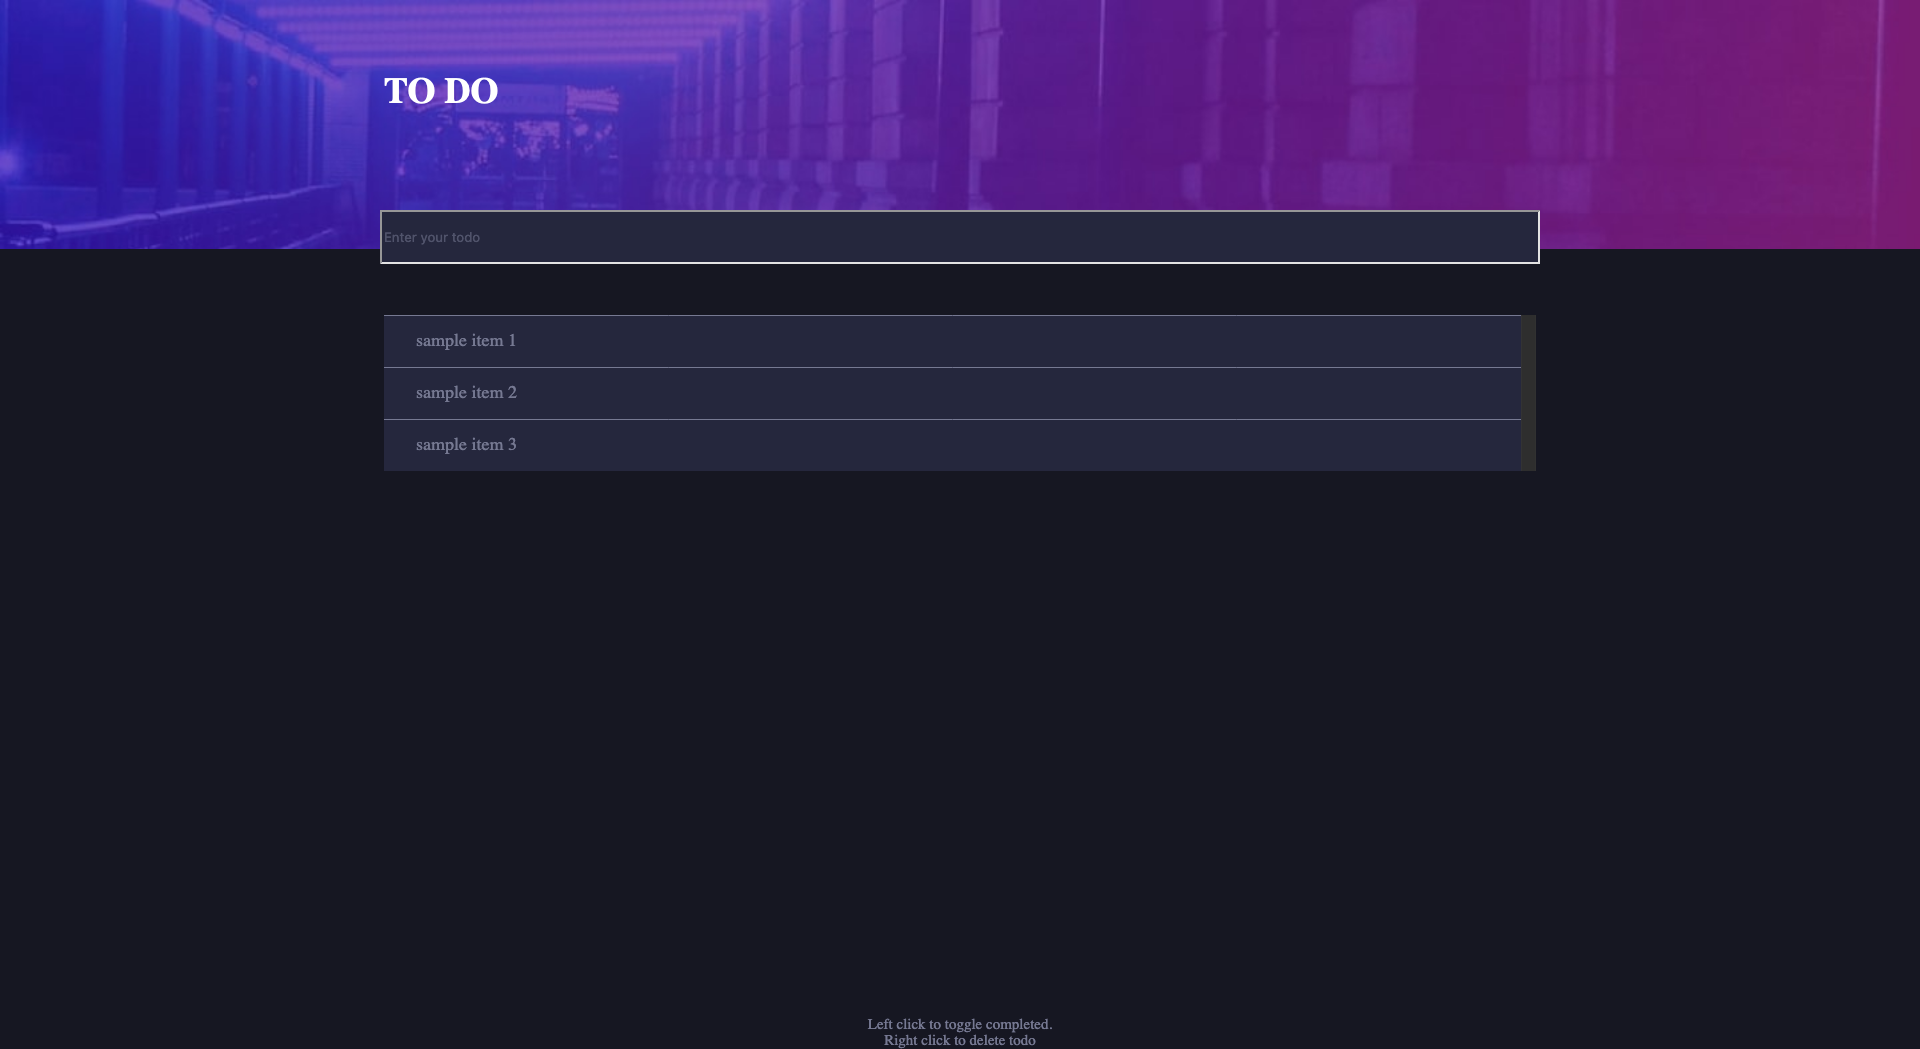 TO DO
Enter your todo
sample item 1
sample item 2
sample item 3
Left click to toggle completed.
Right click to delete todo